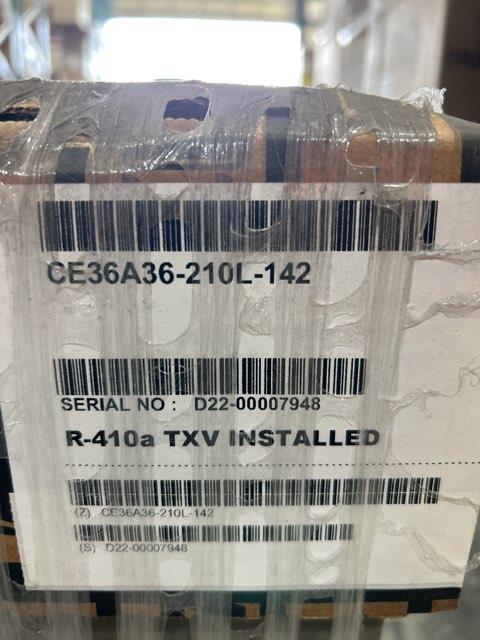 CE36A36-210L-142
SERIAL NO : D22-00007948
R-410a TXV INSTALLED
(Z) CE36A36-210L-142
(S) D22-00007948